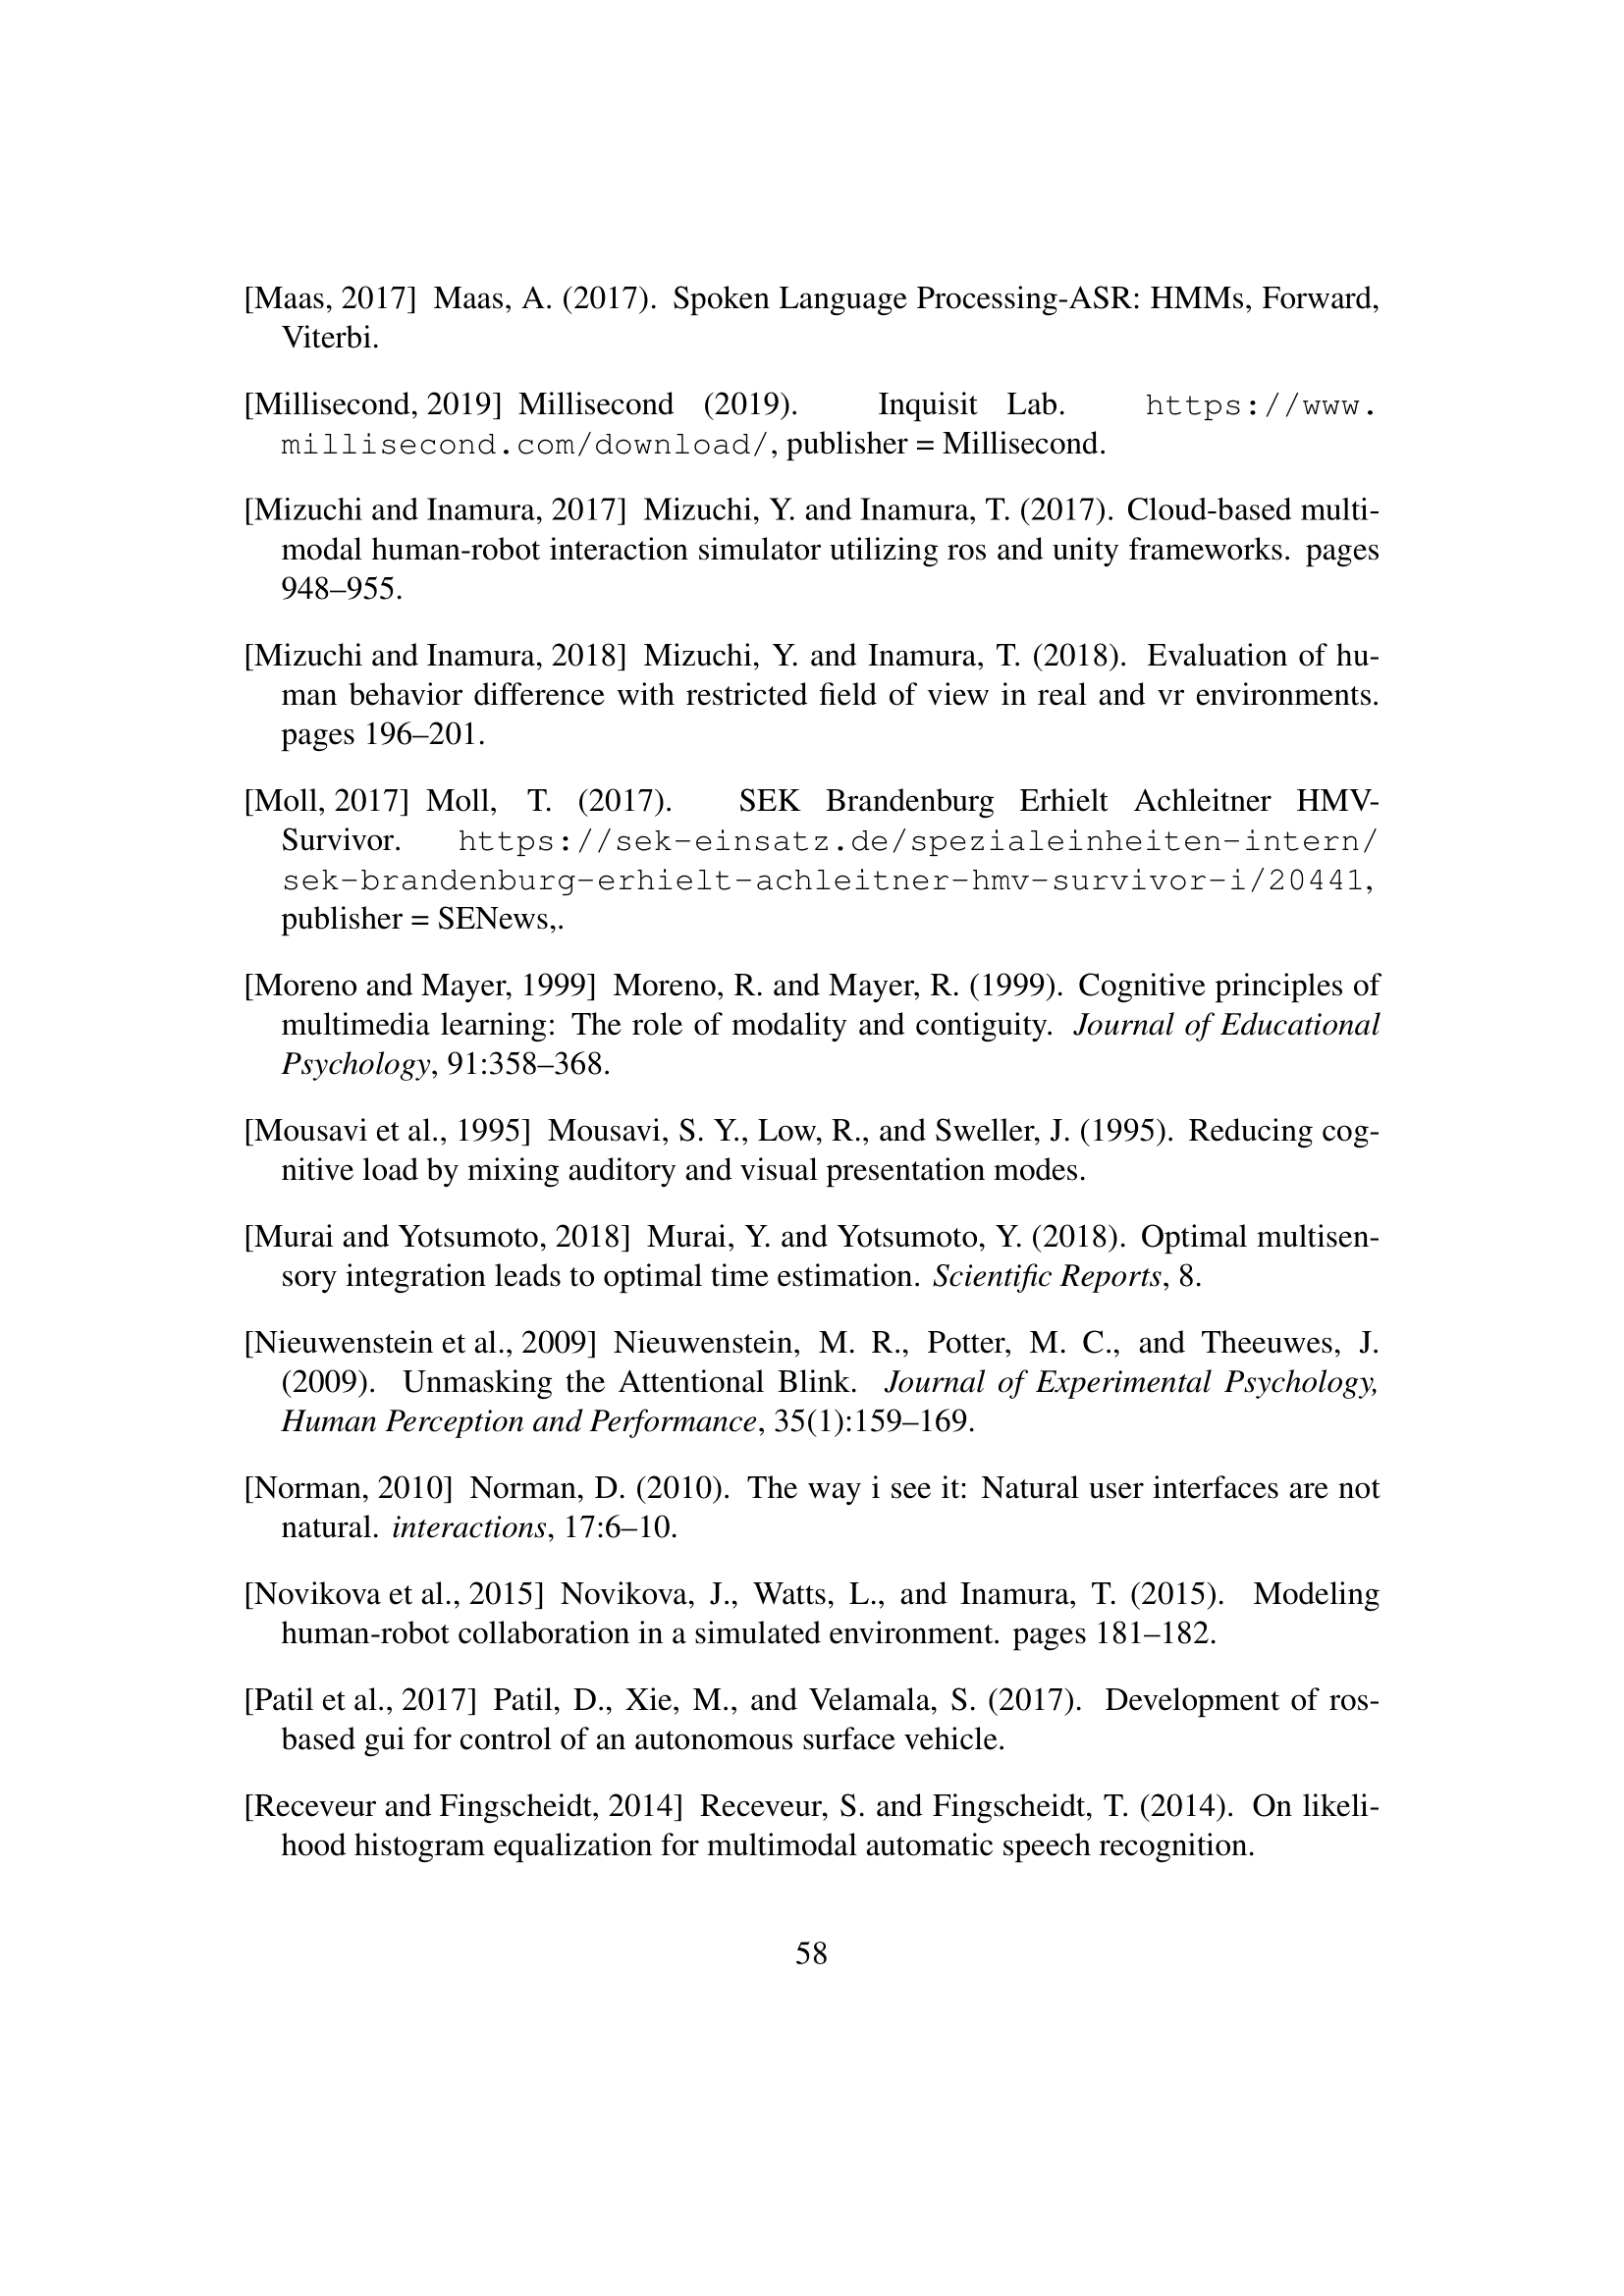 [Maas, 2017] Maas, A. (2017). Spoken Language Processing-ASR: HMMs, Forward,
Viterbi.
[Millisecond, 2019] Millisecond (2019). Inquisit Lab. https://www.
millisecond.com/download/, publisher = Millisecond.
[Mizuchi and Inamura, 2017] Mizuchi, Y. and Inamura, T. (2017). Cloud-based multi-
modal human-robot interaction simulator utilizing ros and unity frameworks. pages
948–955.
[Mizuchi and Inamura, 2018] Mizuchi, Y. and Inamura, T. (2018). Evaluation of hu-
man behavior difference with restricted field of view in real and vr environments.
pages 196–201.
[Moll, 2017] Moll, T. (2017). SEK Brandenburg Erhielt Achleitner HMV-
Survivor. https://sek-einsatz.de/spezialeinheiten-intern/
sek-brandenburg-erhielt-achleitner-hmv-survivor-i/20441,
publisher = SENews,.
[Moreno and Mayer, 1999] Moreno, R. and Mayer, R. (1999). Cognitive principles of
multimedia learning: The role of modality and contiguity. Journal of Educational
Psychology, 91:358–368.
[Mousavi et al., 1995] Mousavi, S. Y., Low, R., and Sweller, J. (1995). Reducing cog-
nitive load by mixing auditory and visual presentation modes.
[Murai and Yotsumoto, 2018] Murai, Y. and Yotsumoto, Y. (2018). Optimal multisen-
sory integration leads to optimal time estimation. Scientific Reports, 8.
[Nieuwenstein et al., 2009] Nieuwenstein, M. R., Potter, M. C., and Theeuwes, J.
(2009). Unmasking the Attentional Blink. Journal of Experimental Psychology,
Human Perception and Performance, 35(1):159–169.
[Norman, 2010] Norman, D. (2010). The way i see it: Natural user interfaces are not
natural. interactions, 17:6–10.
[Novikova et al., 2015] Novikova, J., Watts, L., and Inamura, T. (2015). Modeling
human-robot collaboration in a simulated environment. pages 181–182.
[Patil et al., 2017] Patil, D., Xie, M., and Velamala, S. (2017). Development of ros-
based gui for control of an autonomous surface vehicle.
[Receveur and Fingscheidt, 2014] Receveur, S. and Fingscheidt, T. (2014). On likeli-
hood histogram equalization for multimodal automatic speech recognition.
58